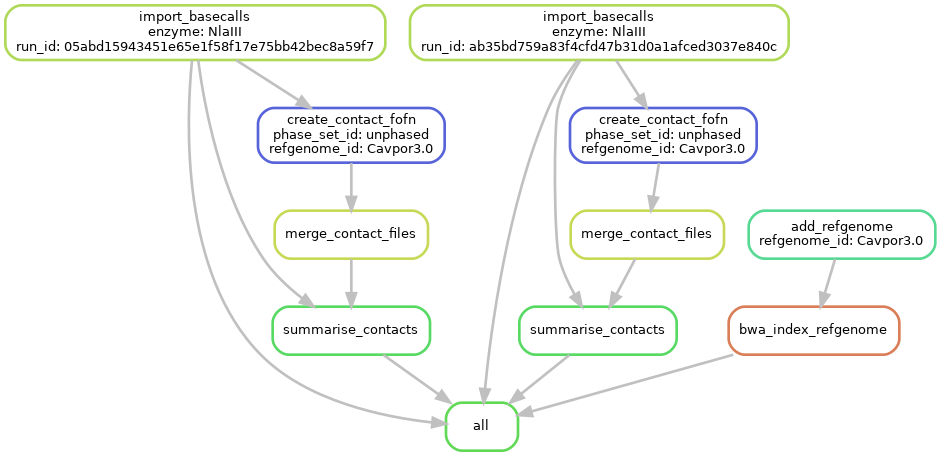 import_basecalls
enzyme: NlaIII
run_id: 05abd15943451e65e1f58f17e75bb42bec8a59f7
import_basecalls
enzyme: NlaIII
run_id: ab35bd759a83f4cfd47b31d0a1afced3037e840c
create_contact_fofn
phase_set_id: unphased
refgenome_id: Cavpor3.0
create_contact_fofn
phase_set_id: unphased
refgenome_id: Cavpor3.0
merge_contact_files
merge_contact_files
add_refgenome
refgenome_id: Cavpor3.0
summarise_contacts
summarise_contacts
bwa_index_refgenome
all